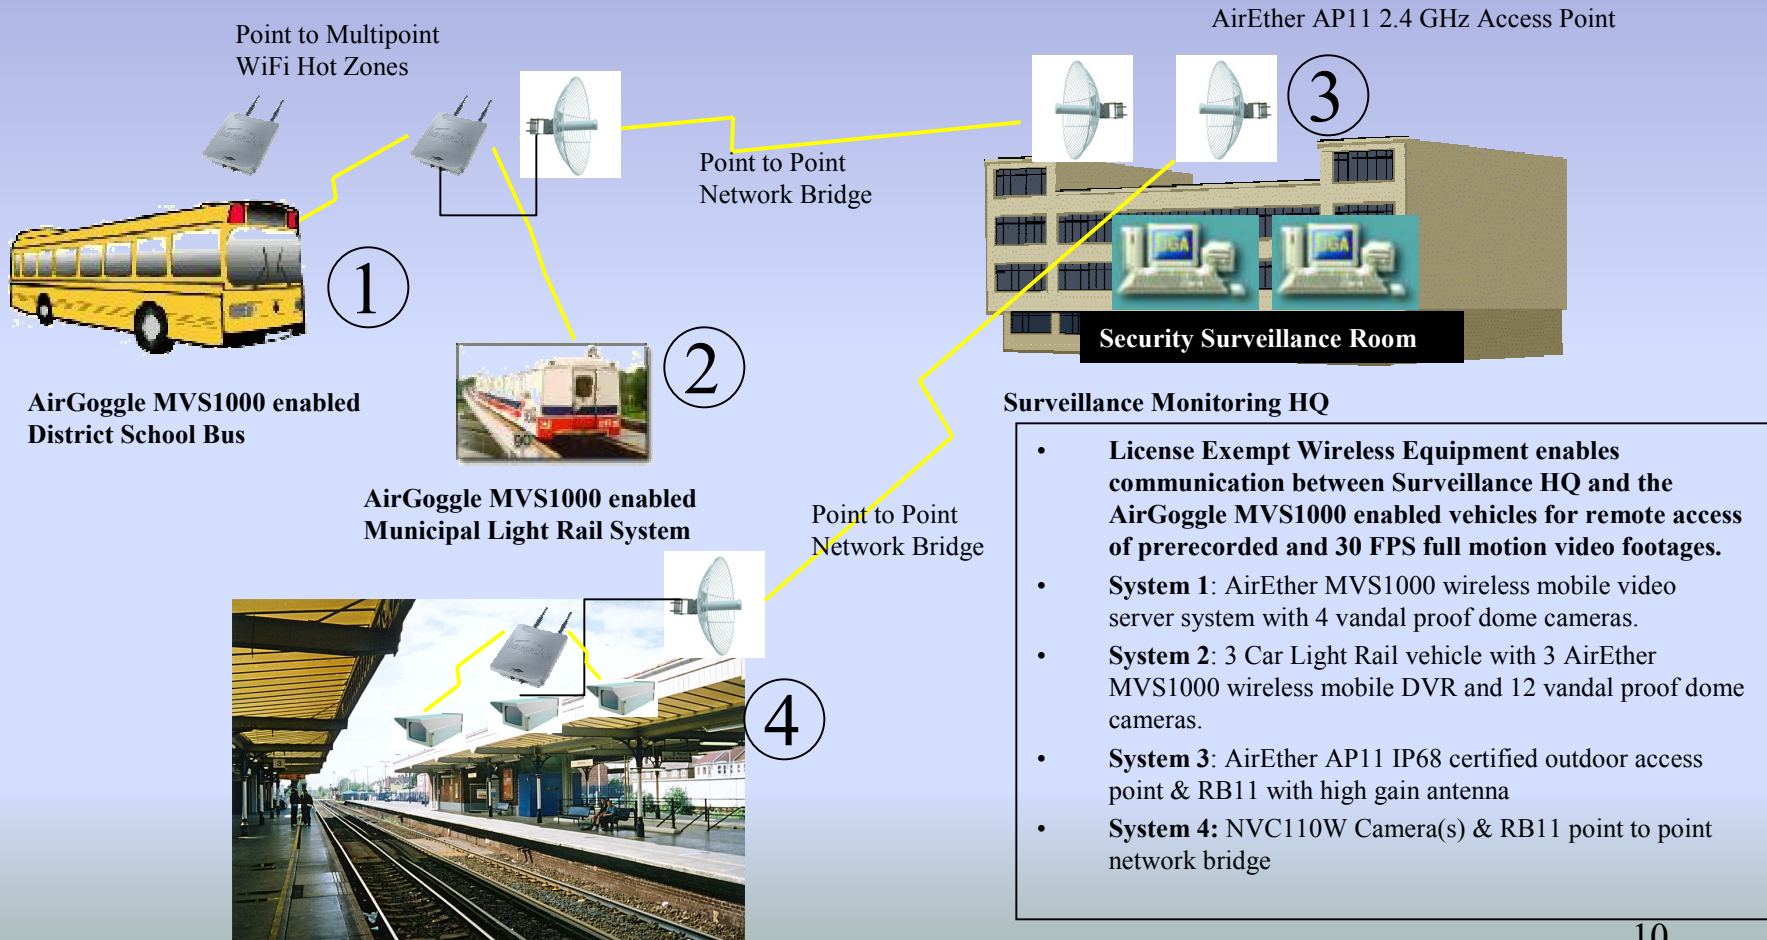 AirEther AP11 2.4 GHz Access Point
Point to Multipoint
WiFi Hot Zones
3
Point to Point
Network Bridge
UGA
UGA
1
Security Surveillance Room
2
AirGoggle MVS1000 enabled
District School Bus
Surveillance Monitoring HQ
AirGoggle MVS1000 enabled
Municipal Light Rail System
Point to Point
Network Bridge
4
• License Exempt Wireless Equipment enables
communication between Surveillance HQ and the
AirGoggle MVS1000 enabled vehicles for remote access
of prerecorded and 30 FPS full motion video footages.
• System 1: AirEther MVS1000 wireless mobile video
server system with 4 vandal proof dome cameras.
• System 2: 3 Car Light Rail vehicle with 3 AirEther
MVS1000 wireless mobile DVR and 12 vandal proof dome
cameras.
• System 3: AirEther AP11 IP68 certified outdoor access
point & RB11 with high gain antenna
• System 4: NVC110W Camera(s) & RB11 point to point
network bridge
10